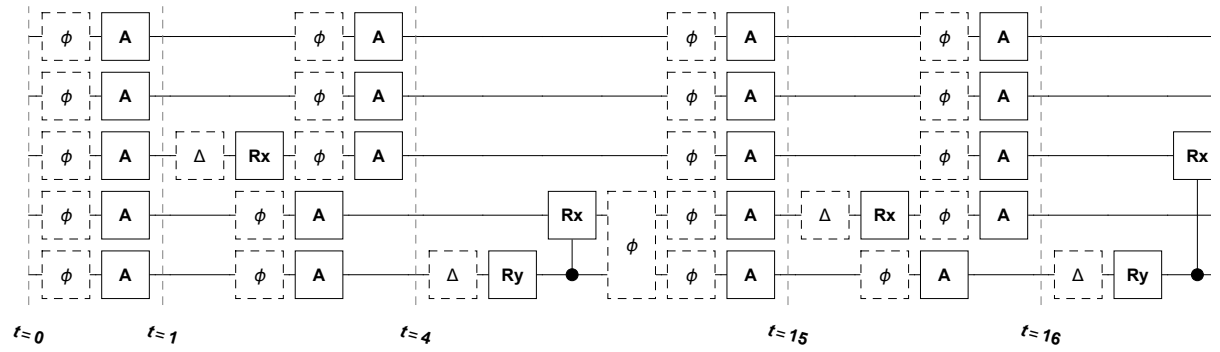 ϕ A ϕ A ϕ A ϕ A
ϕ A ϕ A ϕ A ϕ A
ϕ A Δ Rx ϕ A ϕ A ϕ A Rx
ϕ A ϕ A Rx ϕ ϕ A Δ Rx ϕ A
ϕ A ϕ A Δ Ry ϕ A ϕ A Δ Ry
t=0 t=1 t=4 t=15 t=16